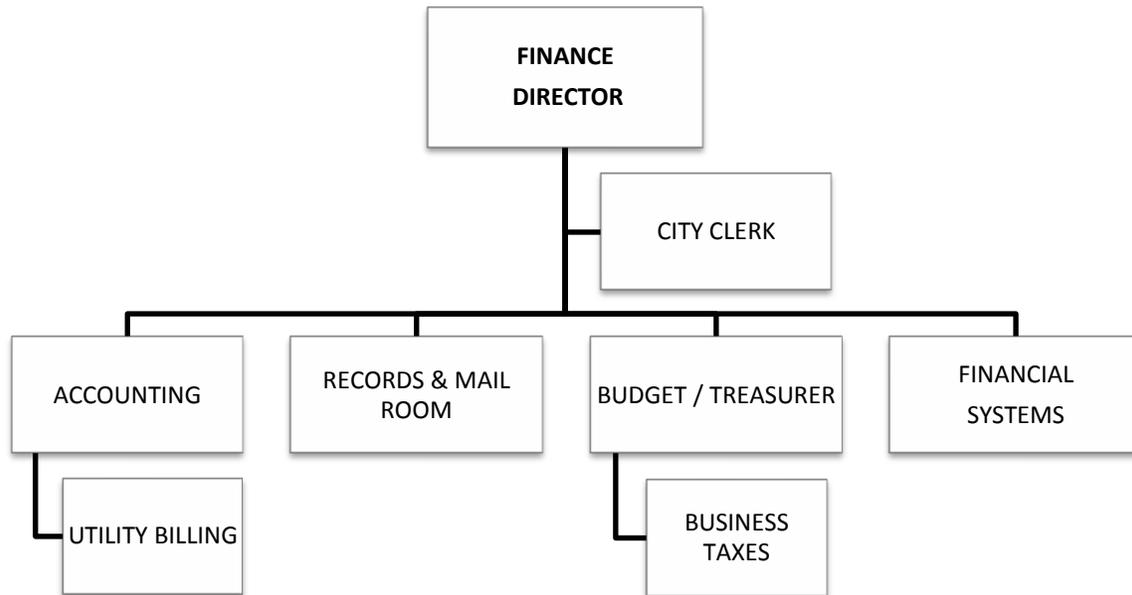 FINANCE
DIRECTOR
CITY CLERK
ACCOUNTING
RECORDS & MAIL
ROOM
BUDGET / TREASURER
FINANCIAL
SYSTEMS
UTILITY BILLING
BUSINESS
TAXES